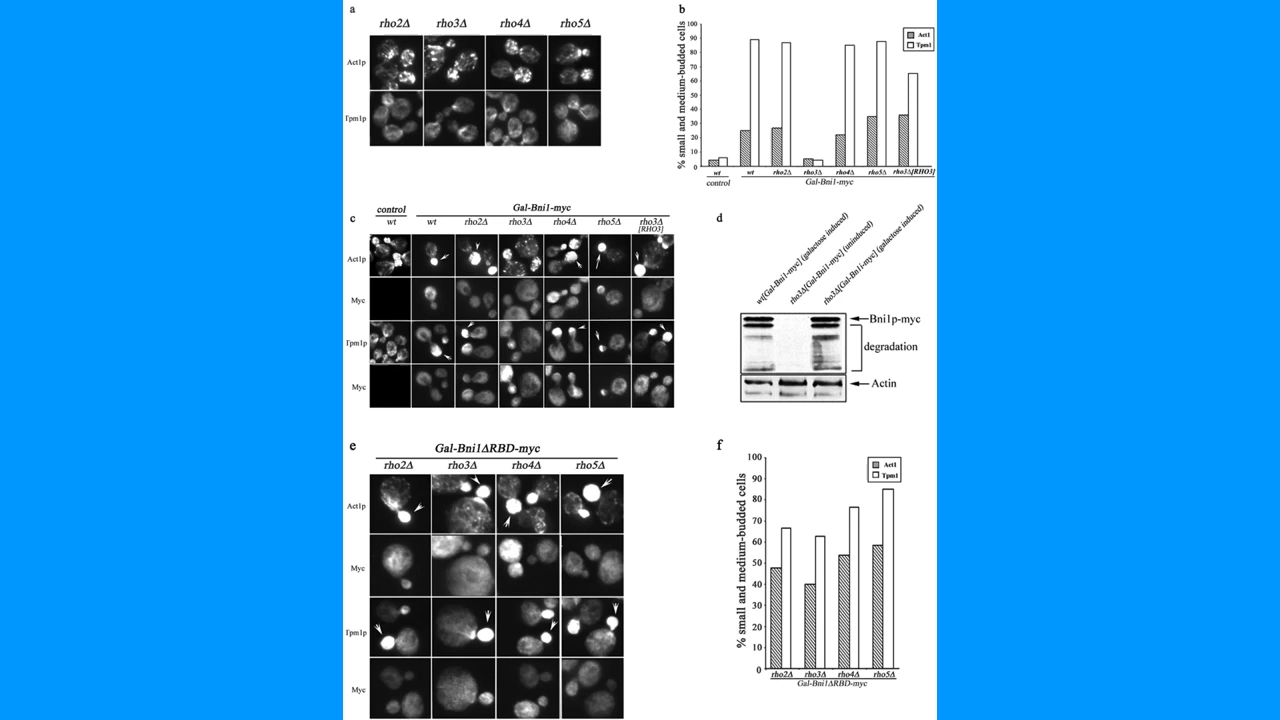 a
rho2Δ rho3Δ rho4Δ rho5Δ
Act1p
Tpm1p
b
% small and medium-budded cells
100
90
80
70
60
50
40
30
20
10
0
Act1
Tpm1
wt wt rho2Δ rho3Δ rho4Δ rho5Δ rho3Δ[RHO3]
control Gal-Bni1-myc
c
control Gal-Bni1-myc
wt wt rho2Δ rho3Δ rho4Δ rho5Δ rho3Δ
[RHO3]
Act1p
Myc
Tpm1p
Myc
d
wt[Gal-Bni1-myc] (galactose induced)
rho3Δ[Gal-Bni1-myc] (uninduced)
rho3Δ[Gal-Bn1i-myc] (galactose induced)
Bni1p-myc
degradation
Actin
e
Gal-Bni1ΔRBD-myc
rho2Δ rho3Δ rho4Δ rho5Δ
Act1p
Myc
Tpm1p
Myc
f
% small and medium-budded cells
100
90
80
70
60
50
40
30
20
10
0
Act1
Tpm1
rho2Δ rho3Δ rho4Δ rho5Δ
Gal-Bni1ΔRBD-myc